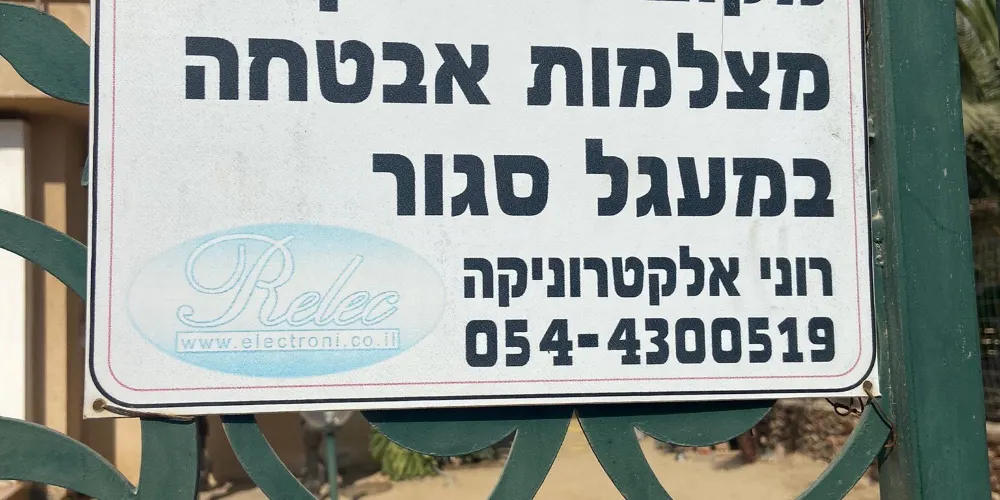 מצלמות אבטחה
במעגל סגור
רוני אלקטרוניקה
054-4300519
Relec
www.electroni.co.il